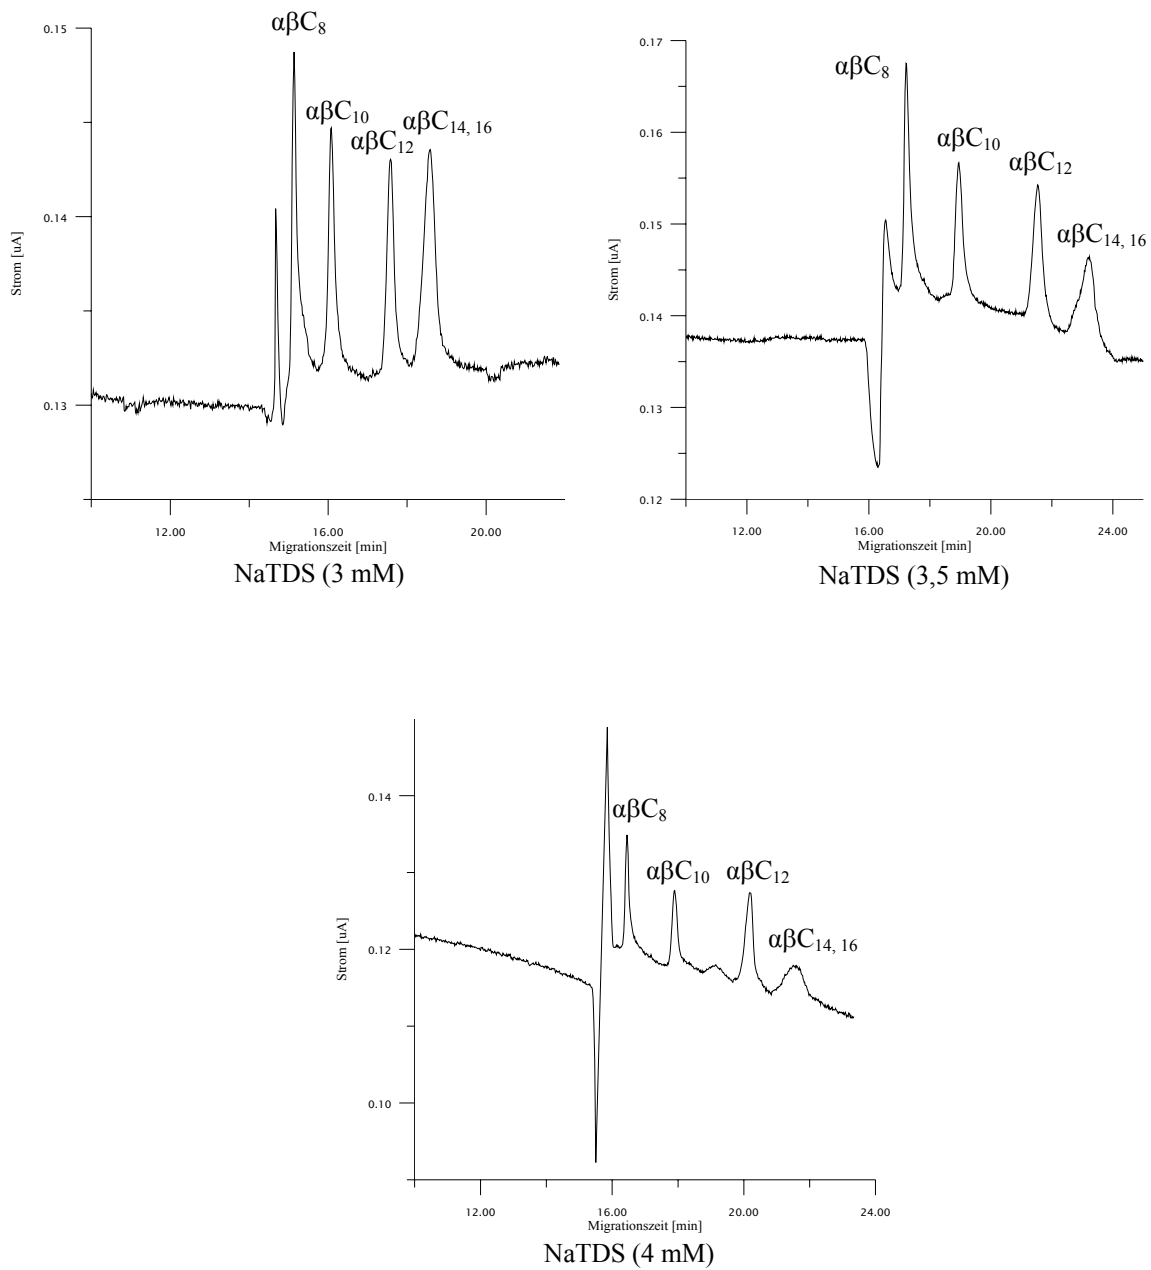 αβC₈
αβC₁₀
αβC₁₂
αβC₁₄, ₁₆
0.15
0.14
0.13
Strom [uA]
12.00 16.00 20.00
Migrationszeit [min]
NaTDS (3 mM)
αβC₈
αβC₁₀
αβC₁₂
αβC₁₄, ₁₆
0.17
0.16
0.15
0.14
0.13
0.12
Strom [uA]
12.00 16.00 20.00 24.00
Migrationszeit [min]
NaTDS (3,5 mM)
αβC₈
αβC₁₀ αβC₁₂
αβC₁₄, ₁₆
0.14
0.12
0.10
Strom [uA]
12.00 16.00 20.00 24.00
Migrationszeit [min]
NaTDS (4 mM)